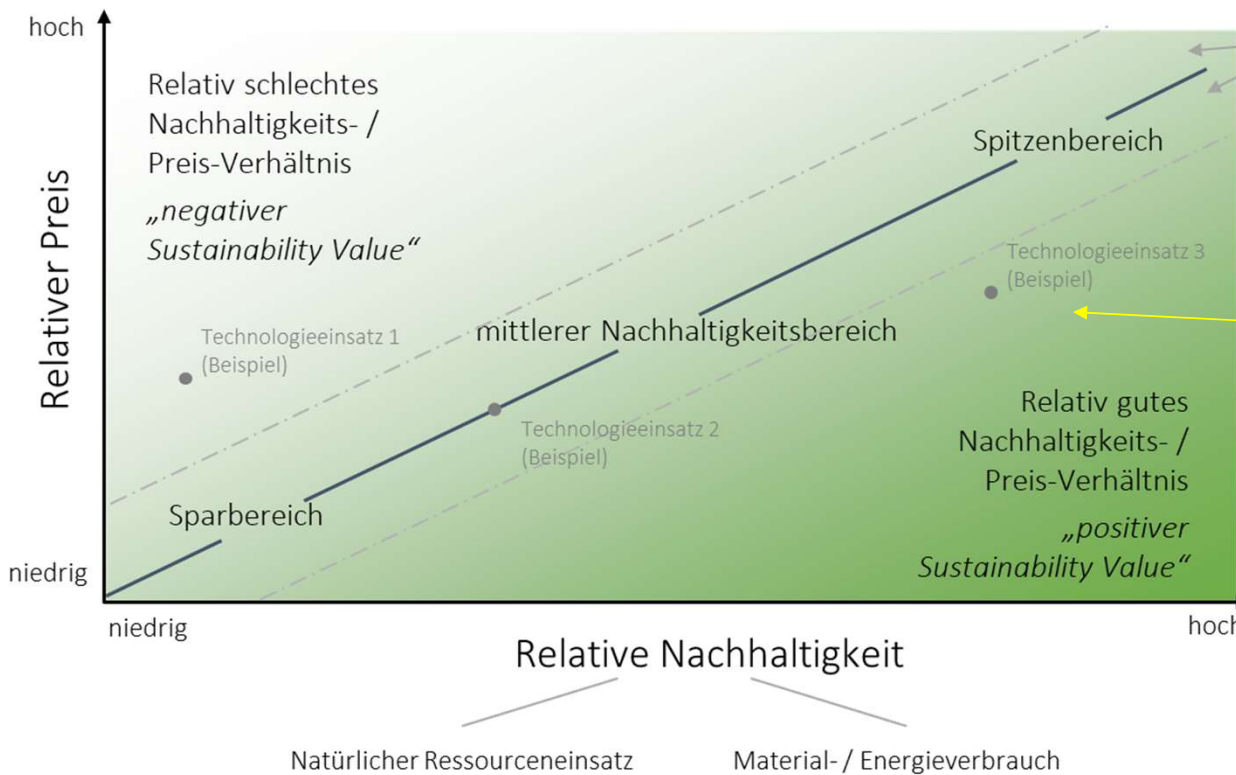 hoch
Relativ schlechtes
Nachhaltigkeits- /
Preis-Verhältnis
„negativer
Sustainability Value“
Relativer Preis
Spitzenbereich
Technologieeinsatz 3
(Beispiel)
mittlerer Nachhaltigkeitsbereich
Technologieeinsatz 1
(Beispiel)
Technologieeinsatz 2
(Beispiel)
Relativ gutes
Nachhaltigkeits- /
Preis-Verhältnis
„positiver
Sustainability Value“
Sparbereich
niedrig
niedrig
hoch
Relative Nachhaltigkeit
Natürlicher Ressourceneinsatz
Material- / Energieverbrauch